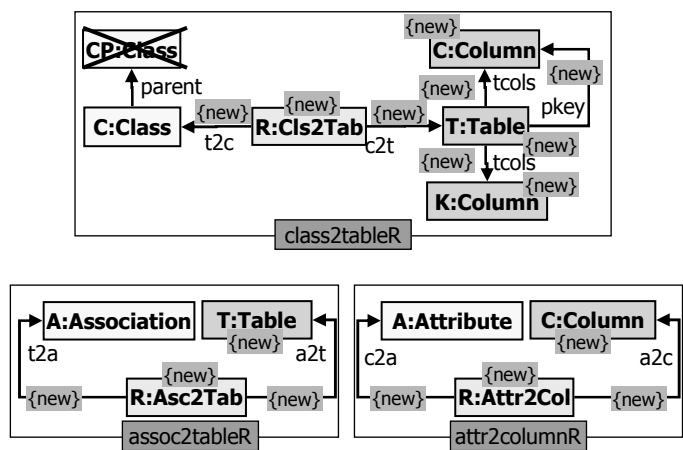 {new}
CP:Class
C:Column
parent
{new}
tcols
{new}
{new}
{new}
{new}
pkey
C:Class
R:Cls2Tab
T:Table
t2c
c2t
{new}
{new}
tcols
{new}
K:Column
class2tableR
A:Association
T:Table
t2a
{new}
a2t
{new}
{new}
R:Asc2Tab
{new}
assoc2tableR
A:Attribute
C:Column
c2a
{new}
a2c
{new}
{new}
R:Attr2Col
{new}
attr2columnR